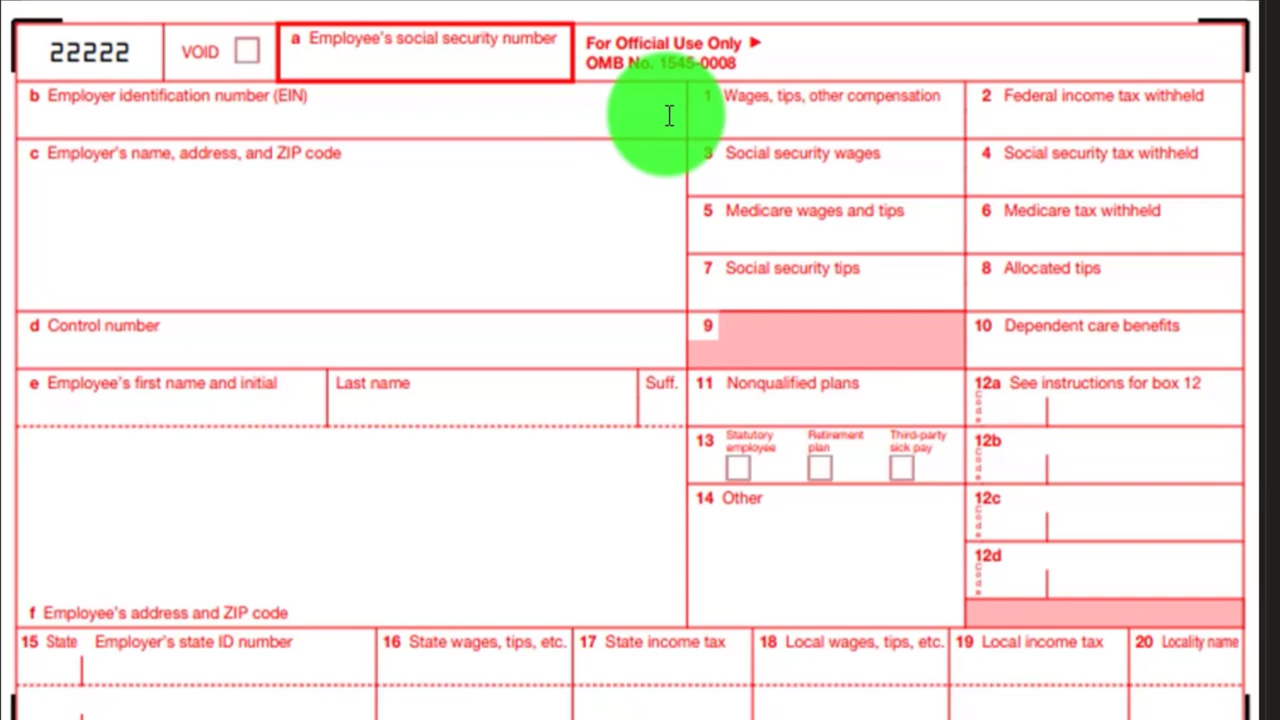 22222
VOID
a Employee's social security number
For Official Use Only ►
OMB No. 1545-0008
b Employer identification number (EIN)
1 Wages, tips, other compensation
2 Federal income tax withheld
c Employer's name, address, and ZIP code
3 Social security wages
4 Social security tax withheld
5 Medicare wages and tips
6 Medicare tax withheld
7 Social security tips
8 Allocated tips
d Control number
9
10 Dependent care benefits
e Employee's first name and initial
Last name
Suff.
11 Nonqualified plans
12a See instructions for box 12
Code
13 Statutory employee
Retirement plan
Third-party sick pay
12b
Code
14 Other
12c
Code
12d
Code
f Employee's address and ZIP code
15 State Employer's state ID number
16 State wages, tips, etc.
17 State income tax
18 Local wages, tips, etc.
19 Local income tax
20 Locality name